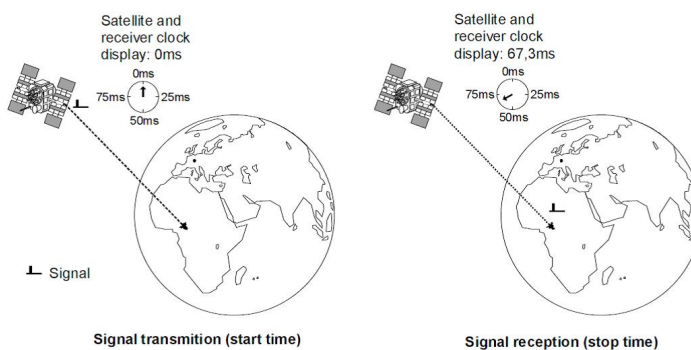 Satellite and
receiver clock
display: 0ms
0ms
75ms
25ms
50ms
Signal
Signal transmition (start time)
Satellite and
receiver clock
display: 67,3ms
0ms
75ms
25ms
50ms
Signal reception (stop time)